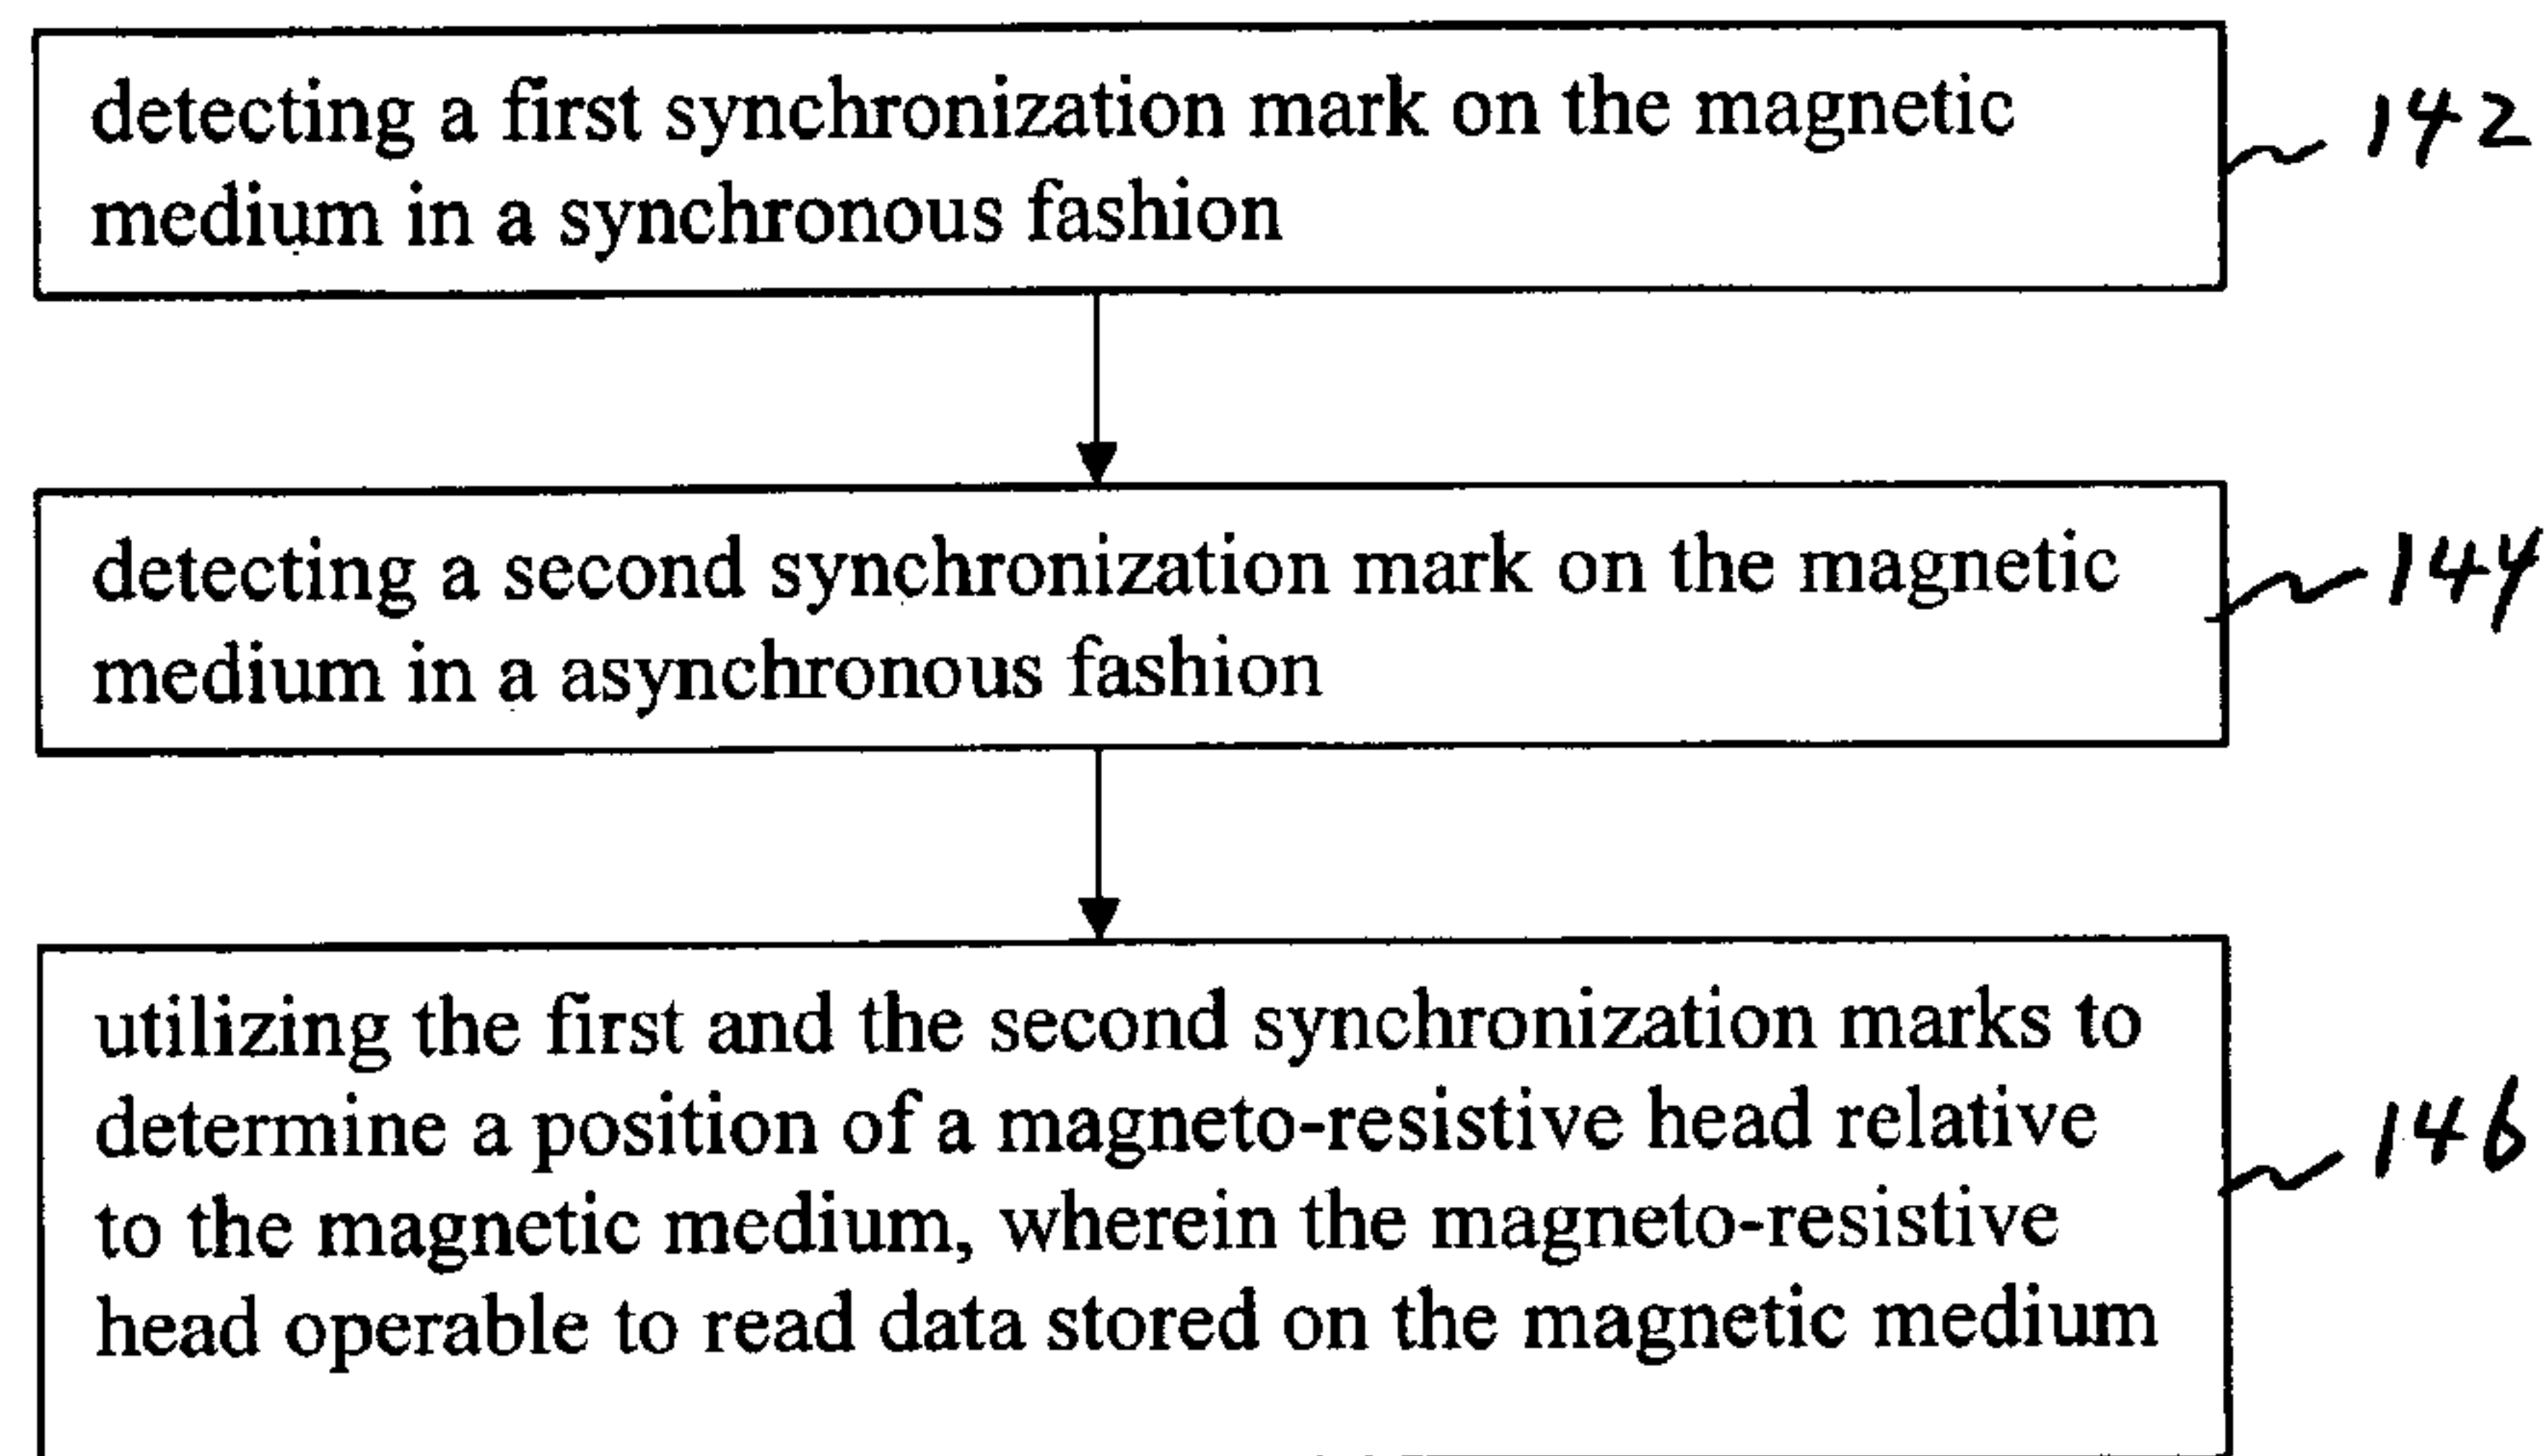 detecting a first synchronization mark on the magnetic
medium in a synchronous fashion
142
detecting a second synchronization mark on the magnetic
medium in a asynchronous fashion
144
utilizing the first and the second synchronization marks to
determine a position of a magneto-resistive head relative
to the magnetic medium, wherein the magneto-resistive
head operable to read data stored on the magnetic medium
146